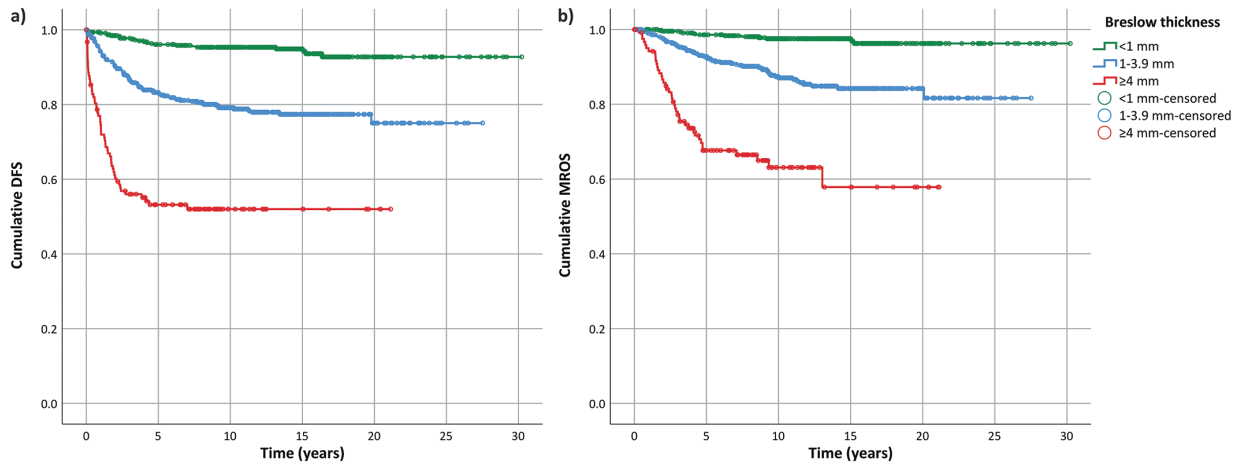 a)
Cumulative DFS
1.0
0.8
0.6
0.4
0.2
0.0
0 5 10 15 20 25 30
Time (years)
b)
Cumulative MROS
1.0
0.8
0.6
0.4
0.2
0.0
0 5 10 15 20 25 30
Time (years)
Breslow thickness
<1 mm
1-3.9 mm
≥4 mm
<1 mm-censored
1-3.9 mm-censored
≥4 mm-censored